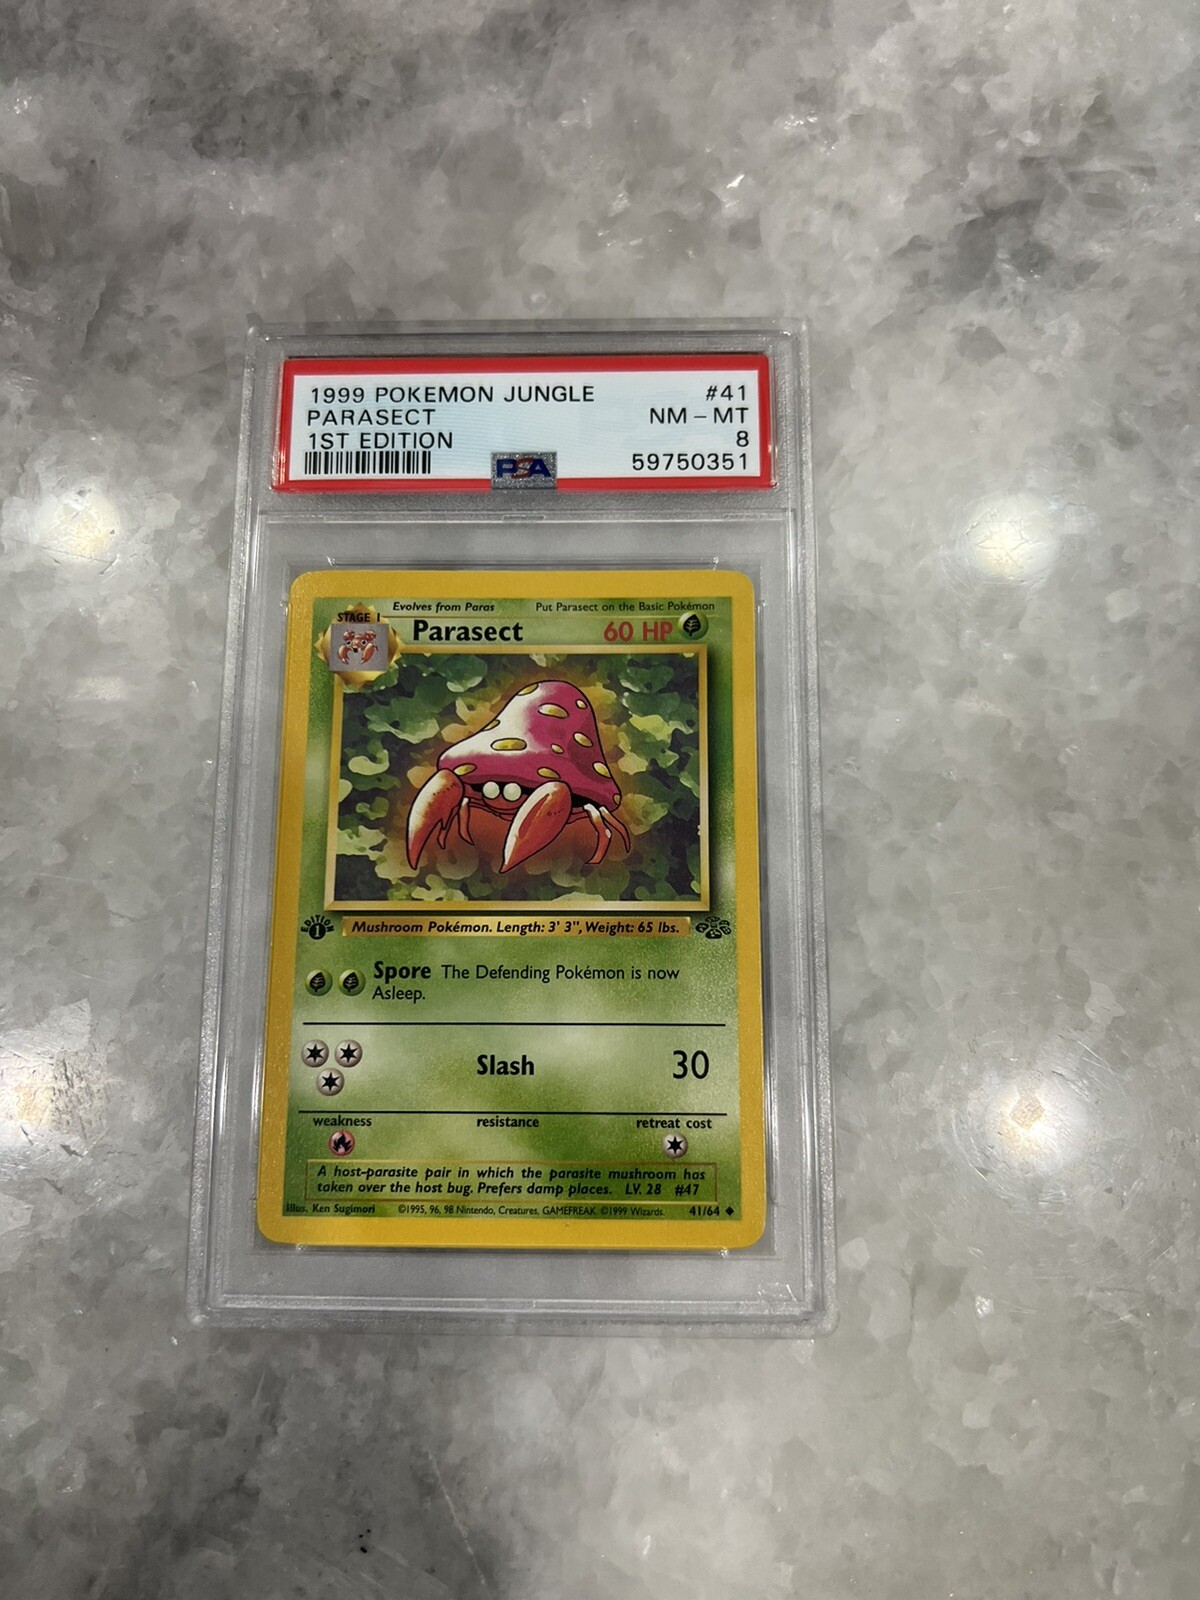 1999 POKEMON JUNGLE #41
PARASECT NM - MT
1ST EDITION 8
PSA 59750351
Evolves from Paras Put Parasect on the Basic Pokémon
STAGE 1
Parasect 60 HP
EDITION 1
Mushroom Pokémon. Length: 3' 3", Weight: 65 lbs.
Spore The Defending Pokémon is now
Asleep.
Slash 30
weakness resistance retreat cost
A host-parasite pair in which the parasite mushroom has
taken over the host bug. Prefers damp places. LV. 28 #47
Illus. Ken Sugimori ©1995, 96, 98 Nintendo, Creatures, GAMEFREAK. ©1999 Wizards. 41/64